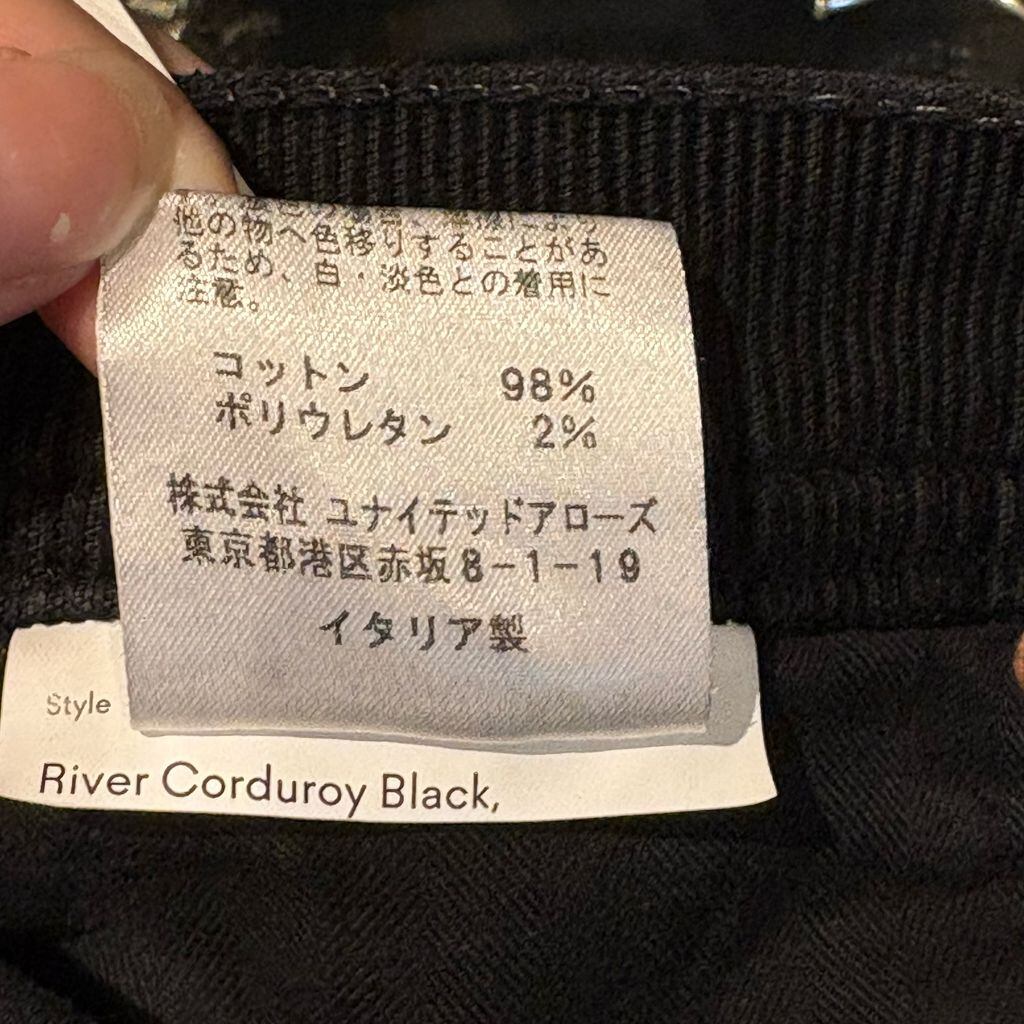 他の物へ色移りすることがあ
るため、白・淡色との着用に
注意。
コットン 98%
ポリウレタン 2%
株式会社 ユナイテッドアローズ
東京都港区赤坂8-1-19
イタリア製
Style
River Corduroy Black,